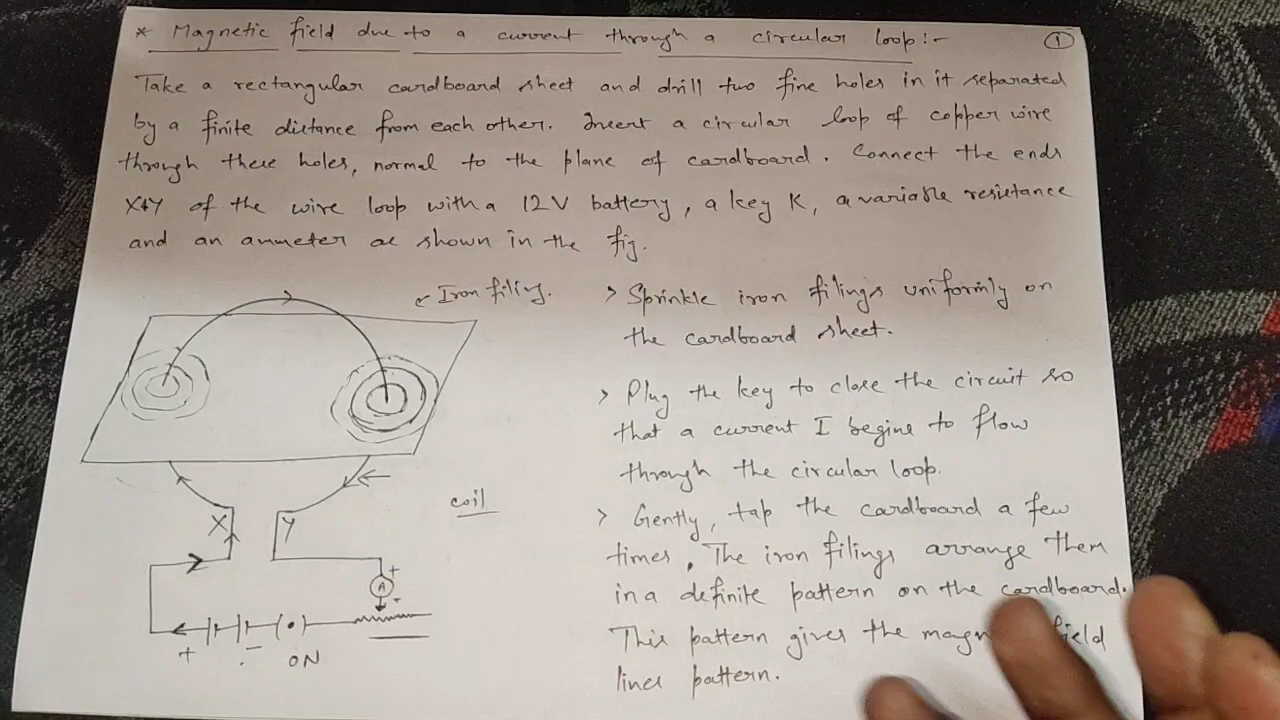 * Magnetic field due to a current through a circular loop:-
1
Take a rectangular cardboard sheet and drill two fine holes in it separated
by a finite distance from each other. Insert a circular loop of copper wire
through these holes, normal to the plane of cardboard. Connect the ends
X&Y of the wire loop with a 12V battery, a key K, a variable resistance
and an ammeter as shown in the fig.
Iron filing.
> Sprinkle iron filings uniformly on
the cardboard sheet.
> Plug the key to close the circuit so
that a current I begins to flow
through the circular loop.
coil
> Gently, tap the cardboard a few
times. The iron filings arrange them
in a definite pattern on the cardboard.
This pattern gives the field
lines pattern.
X Y
A + -
+ -
ON